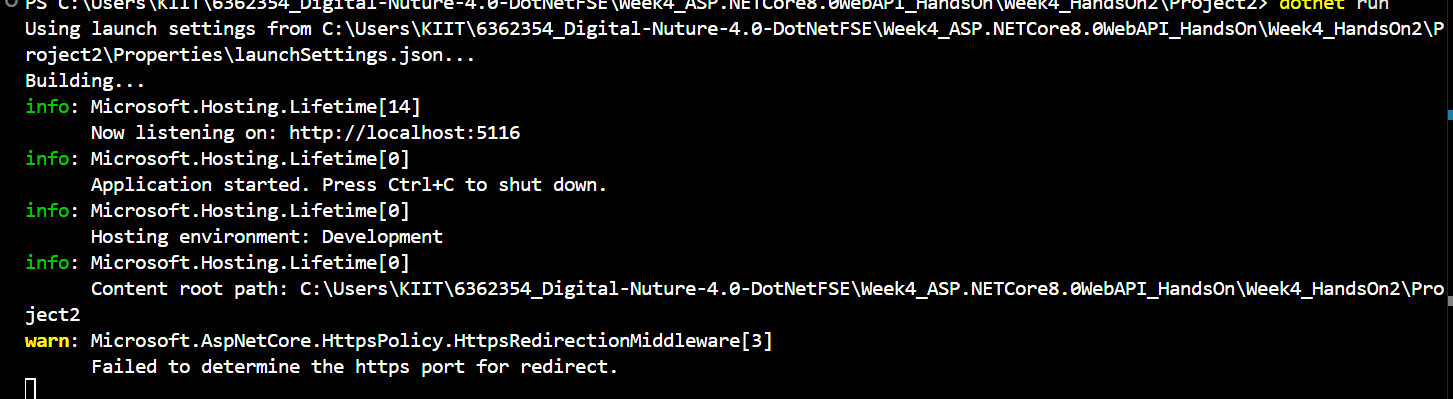 PS C:\Users\KIIT\6362354_Digital-Nuture-4.0-DotNetFSE\Week4_ASP.NETCore8.0WebAPI_HandsOn\Week4_HandsOn2\Project2> dotnet run
Using launch settings from C:\Users\KIIT\6362354_Digital-Nuture-4.0-DotNetFSE\Week4_ASP.NETCore8.0WebAPI_HandsOn\Week4_HandsOn2\P
roject2\Properties\launchSettings.json...
Building...
info: Microsoft.Hosting.Lifetime[14]
      Now listening on: http://localhost:5116
info: Microsoft.Hosting.Lifetime[0]
      Application started. Press Ctrl+C to shut down.
info: Microsoft.Hosting.Lifetime[0]
      Hosting environment: Development
info: Microsoft.Hosting.Lifetime[0]
      Content root path: C:\Users\KIIT\6362354_Digital-Nuture-4.0-DotNetFSE\Week4_ASP.NETCore8.0WebAPI_HandsOn\Week4_HandsOn2\Pro
ject2
warn: Microsoft.AspNetCore.HttpsPolicy.HttpsRedirectionMiddleware[3]
      Failed to determine the https port for redirect.